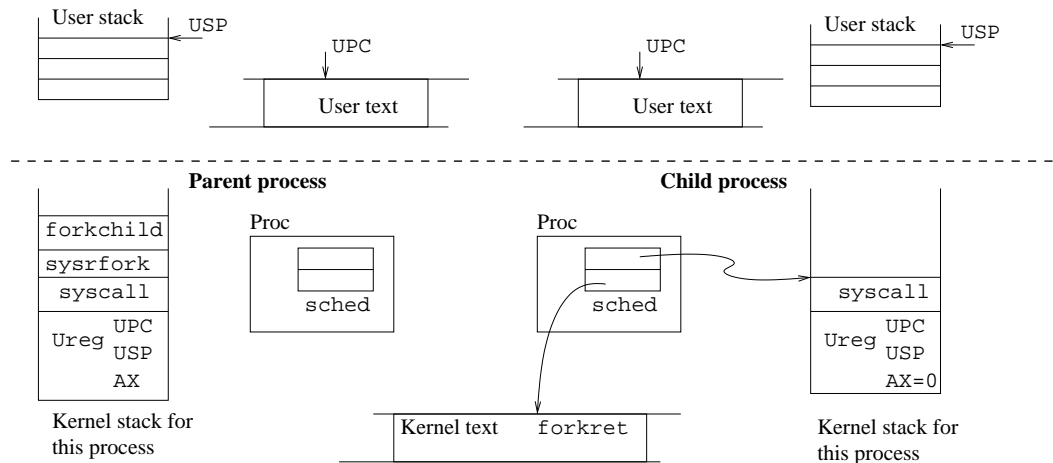 User stack
USP
UPC
User text
UPC
User text
User stack
USP
Parent process
Child process
forkchild
sysrfork
syscall
Ureg
UPC
USP
AX
Kernel stack for
this process
Proc
sched
Proc
sched
Kernel text
forkret
syscall
Ureg
UPC
USP
AX=0
Kernel stack for
this process